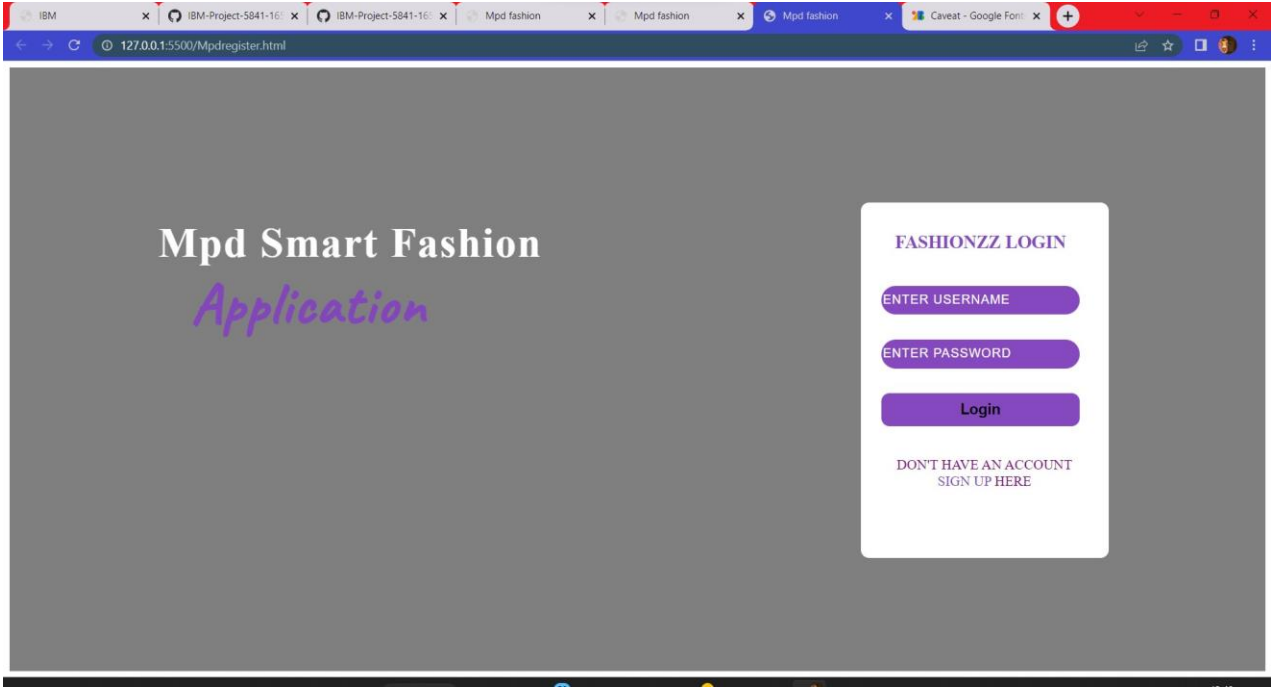 IBM
IBM-Project-5841-165
IBM-Project-5841-165
Mpd fashion
Mpd fashion
Mpd fashion
Caveat - Google Font
127.0.0.1:5500/Mpdregister.html
Mpd Smart Fashion
Application
FASHIONZZ LOGIN
ENTER USERNAME
ENTER PASSWORD
Login
DON'T HAVE AN ACCOUNT
SIGN UP HERE